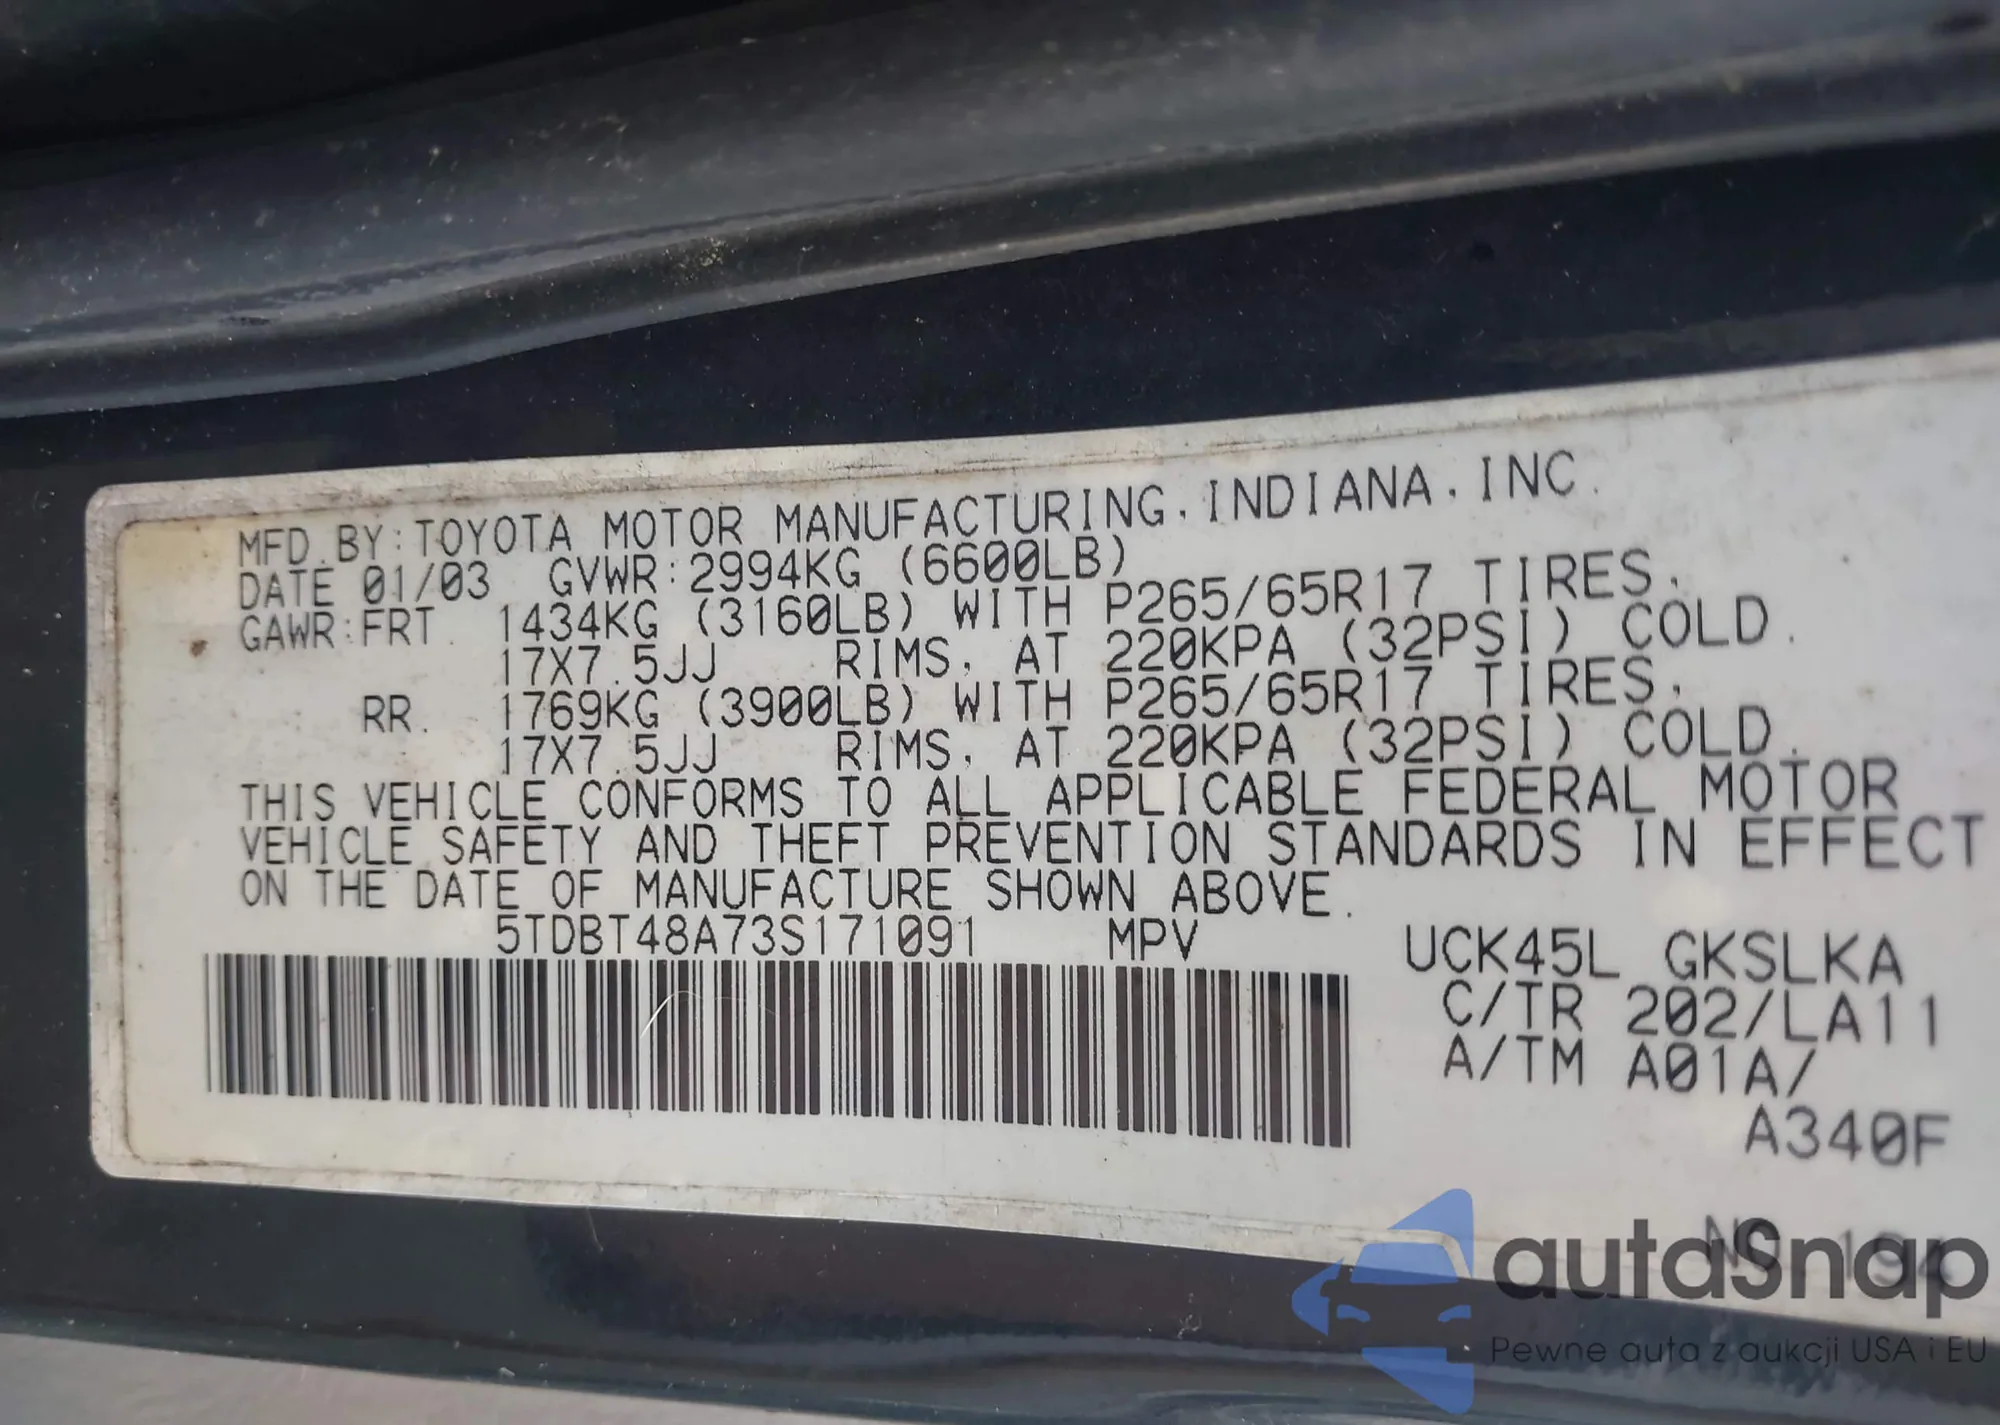 MFD.BY:TOYOTA MOTOR MANUFACTURING,INDIANA,INC.
DATE 01/03 GVWR:2994KG (6600LB)
GAWR:FRT. 1434KG (3160LB) WITH P265/65R17 TIRES,
17X7.5JJ RIMS, AT 220KPA (32PSI) COLD.
RR. 1769KG (3900LB) WITH P265/65R17 TIRES,
17X7.5JJ RIMS, AT 220KPA (32PSI) COLD.
THIS VEHICLE CONFORMS TO ALL APPLICABLE FEDERAL MOTOR
VEHICLE SAFETY AND THEFT PREVENTION STANDARDS IN EFFECT
ON THE DATE OF MANUFACTURE SHOWN ABOVE.
5TDBT48A73S171091 MPV
UCK45L GKSLKA
C/TR 202/LA11
A/TM A01A/
A340F
autaSnap
Pewne auta z aukcji USA i EU